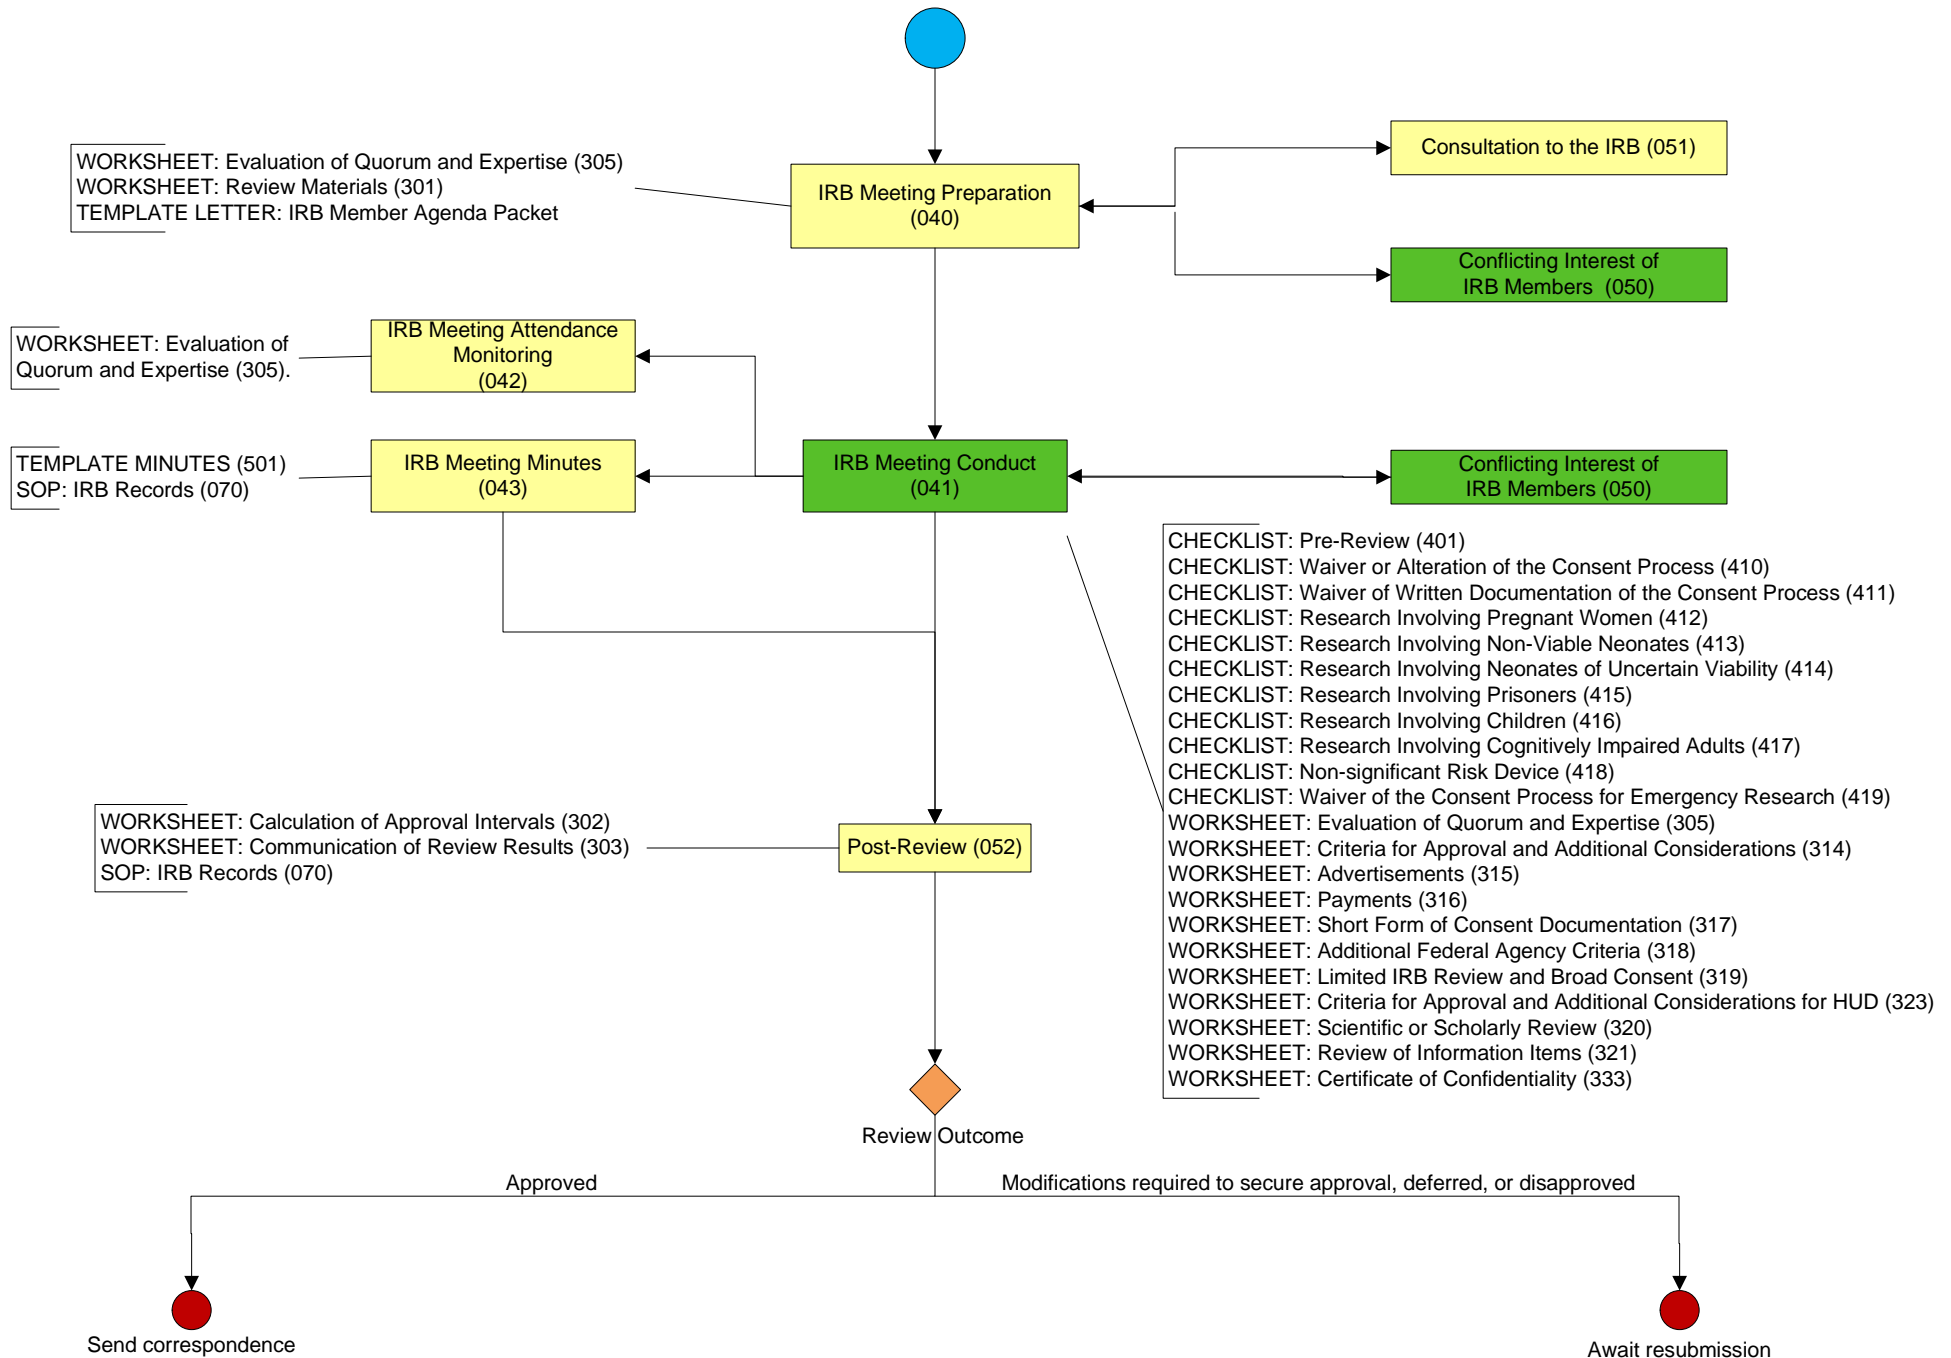 WORKSHEET: Evaluation of Quorum and Expertise (305)
WORKSHEET: Review Materials (301)
TEMPLATE LETTER: IRB Member Agenda Packet
IRB Meeting Preparation
(040)
Consultation to the IRB (051)
Conflicting Interest of
IRB Members (050)
WORKSHEET: Evaluation of
Quorum and Expertise (305).
IRB Meeting Attendance
Monitoring
(042)
TEMPLATE MINUTES (501)
SOP: IRB Records (070)
IRB Meeting Minutes
(043)
IRB Meeting Conduct
(041)
Conflicting Interest of
IRB Members (050)
CHECKLIST: Pre-Review (401)
CHECKLIST: Waiver or Alteration of the Consent Process (410)
CHECKLIST: Waiver of Written Documentation of the Consent Process (411)
CHECKLIST: Research Involving Pregnant Women (412)
CHECKLIST: Research Involving Non-Viable Neonates (413)
CHECKLIST: Research Involving Neonates of Uncertain Viability (414)
CHECKLIST: Research Involving Prisoners (415)
CHECKLIST: Research Involving Children (416)
CHECKLIST: Research Involving Cognitively Impaired Adults (417)
CHECKLIST: Non-significant Risk Device (418)
CHECKLIST: Waiver of the Consent Process for Emergency Research (419)
WORKSHEET: Evaluation of Quorum and Expertise (305)
WORKSHEET: Criteria for Approval and Additional Considerations (314)
WORKSHEET: Advertisements (315)
WORKSHEET: Payments (316)
WORKSHEET: Short Form of Consent Documentation (317)
WORKSHEET: Additional Federal Agency Criteria (318)
WORKSHEET: Limited IRB Review and Broad Consent (319)
WORKSHEET: Criteria for Approval and Additional Considerations for HUD (323)
WORKSHEET: Scientific or Scholarly Review (320)
WORKSHEET: Review of Information Items (321)
WORKSHEET: Certificate of Confidentiality (333)
WORKSHEET: Calculation of Approval Intervals (302)
WORKSHEET: Communication of Review Results (303)
SOP: IRB Records (070)
Post-Review (052)
Review Outcome
Approved
Modifications required to secure approval, deferred, or disapproved
Send correspondence
Await resubmission